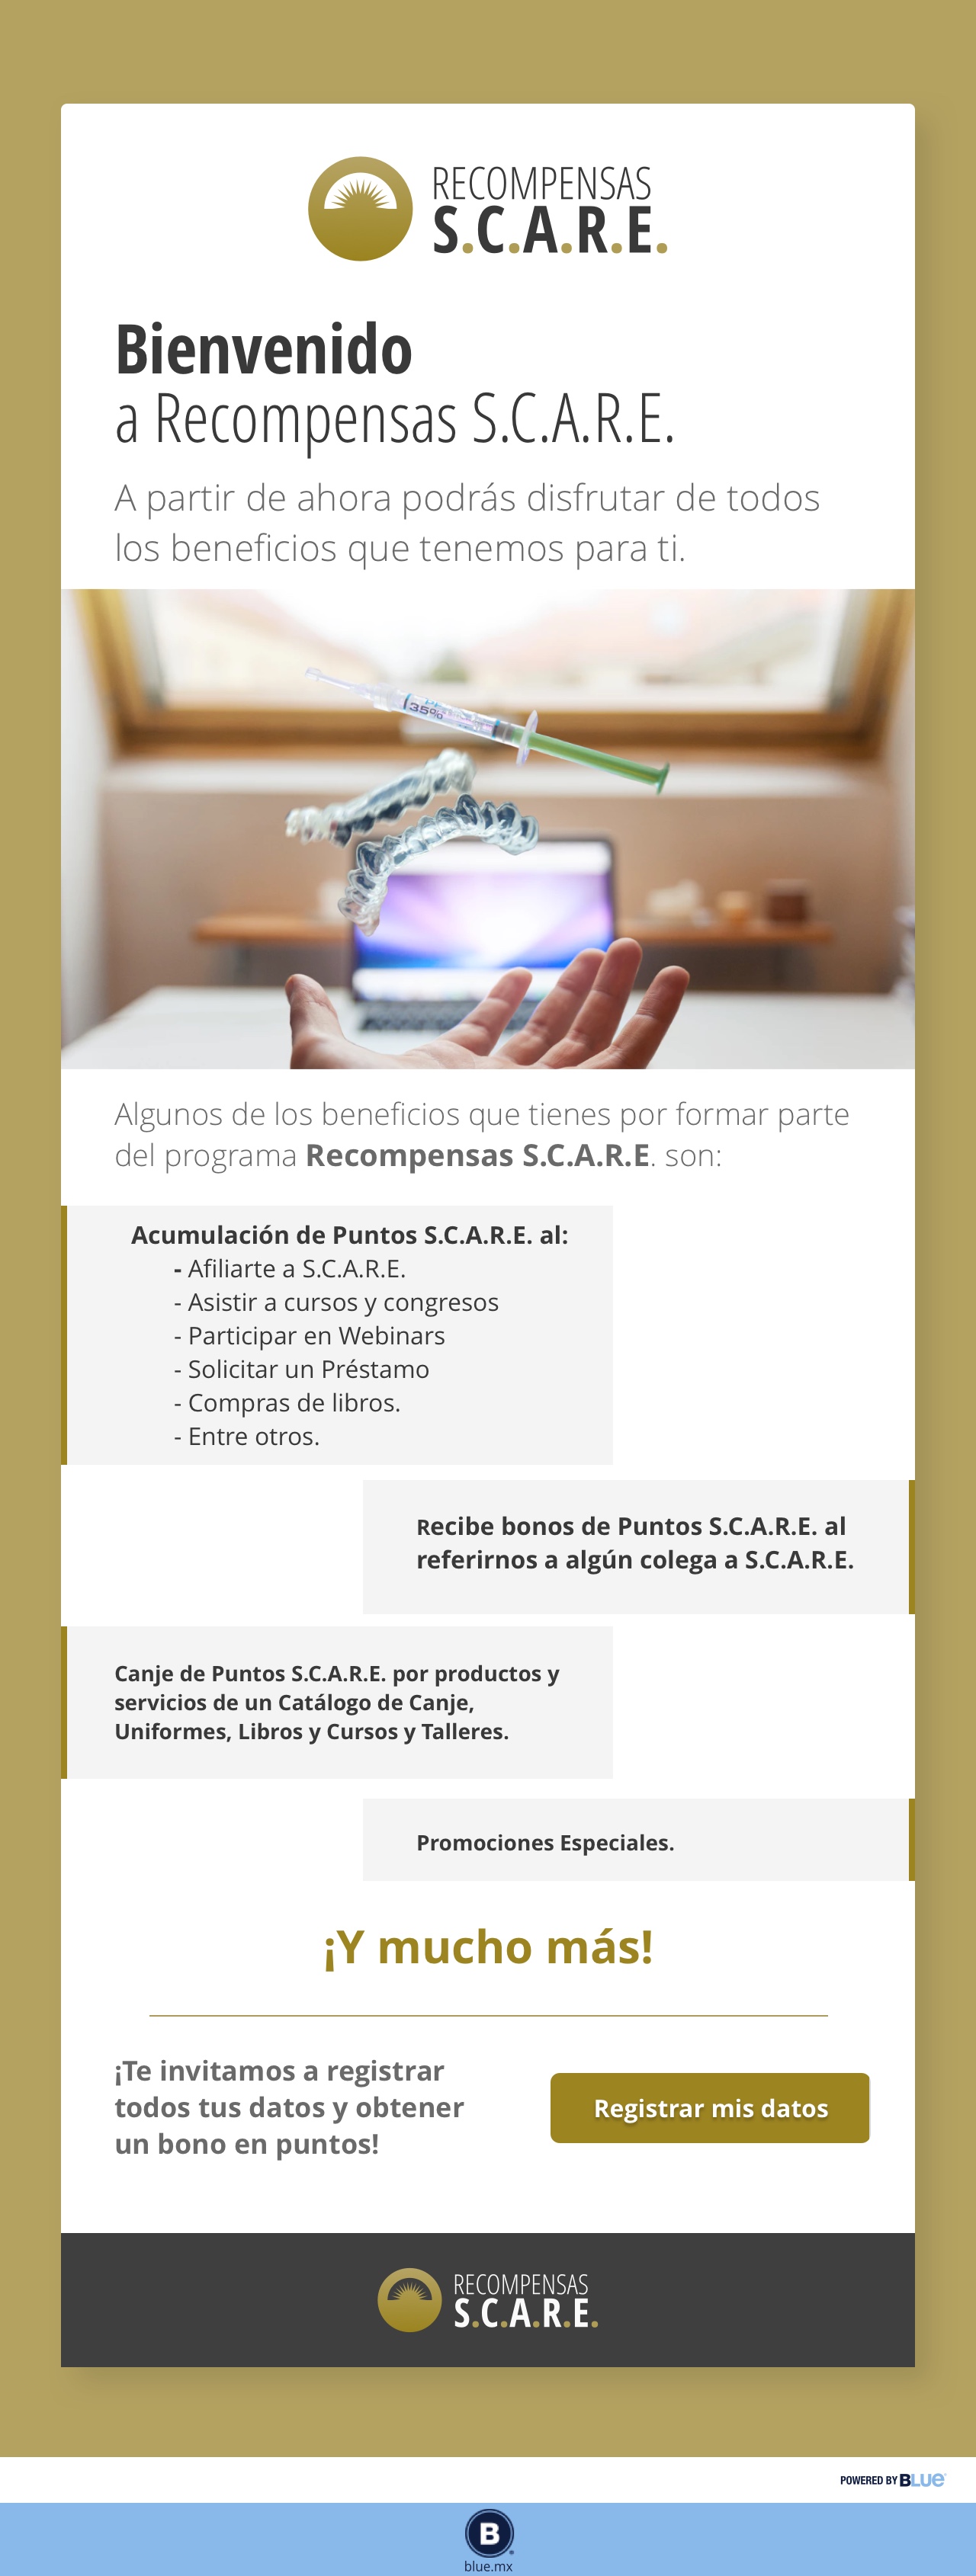 RECOMPENSAS
S.C.A.R.E.
Bienvenido
a Recompensas S.C.A.R.E.
A partir de ahora podrás disfrutar de todos
los beneficios que tenemos para ti.
35%
Algunos de los beneficios que tienes por formar parte
del programa Recompensas S.C.A.R.E. son:
Acumulación de Puntos S.C.A.R.E. al:
- Afiliarte a S.C.A.R.E.
- Asistir a cursos y congresos
- Participar en Webinars
- Solicitar un Préstamo
- Compras de libros.
- Entre otros.
Recibe bonos de Puntos S.C.A.R.E. al
referirnos a algún colega a S.C.A.R.E.
Canje de Puntos S.C.A.R.E. por productos y
servicios de un Catálogo de Canje,
Uniformes, Libros y Cursos y Talleres.
Promociones Especiales.
¡Y mucho más!
¡Te invitamos a registrar
todos tus datos y obtener
un bono en puntos!
Registrar mis datos
RECOMPENSAS
S.C.A.R.E.
POWERED BY BLUe
B
blue.mx